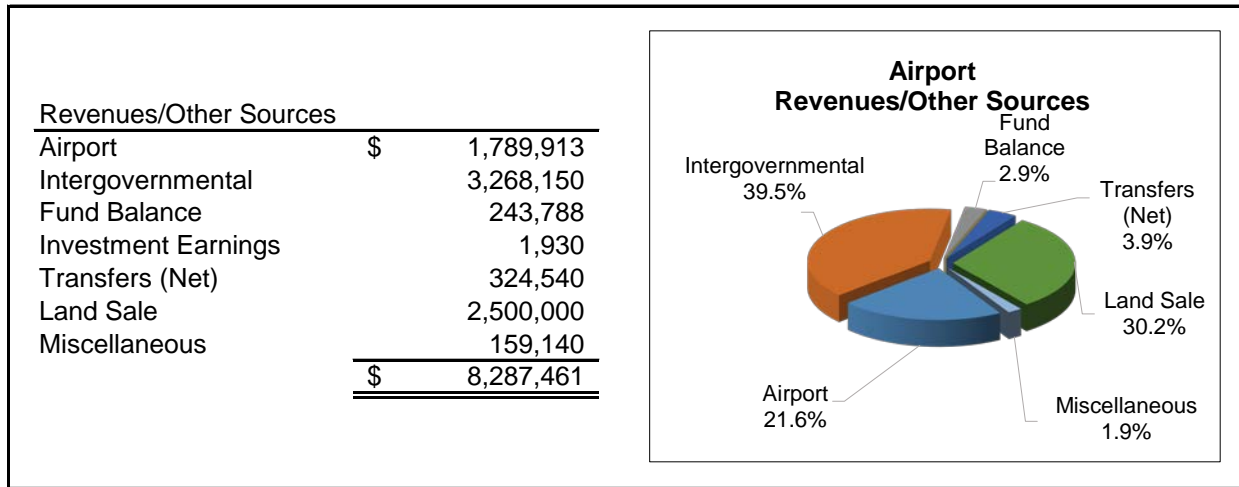 Revenues/Other Sources
Airport $ 1,789,913
Intergovernmental 3,268,150
Fund Balance 243,788
Investment Earnings 1,930
Transfers (Net) 324,540
Land Sale 2,500,000
Miscellaneous 159,140
$ 8,287,461
Airport
Revenues/Other Sources
Fund
Balance
2.9%
Intergovernmental
39.5%
Transfers
(Net)
3.9%
Land Sale
30.2%
Airport
21.6%
Miscellaneous
1.9%